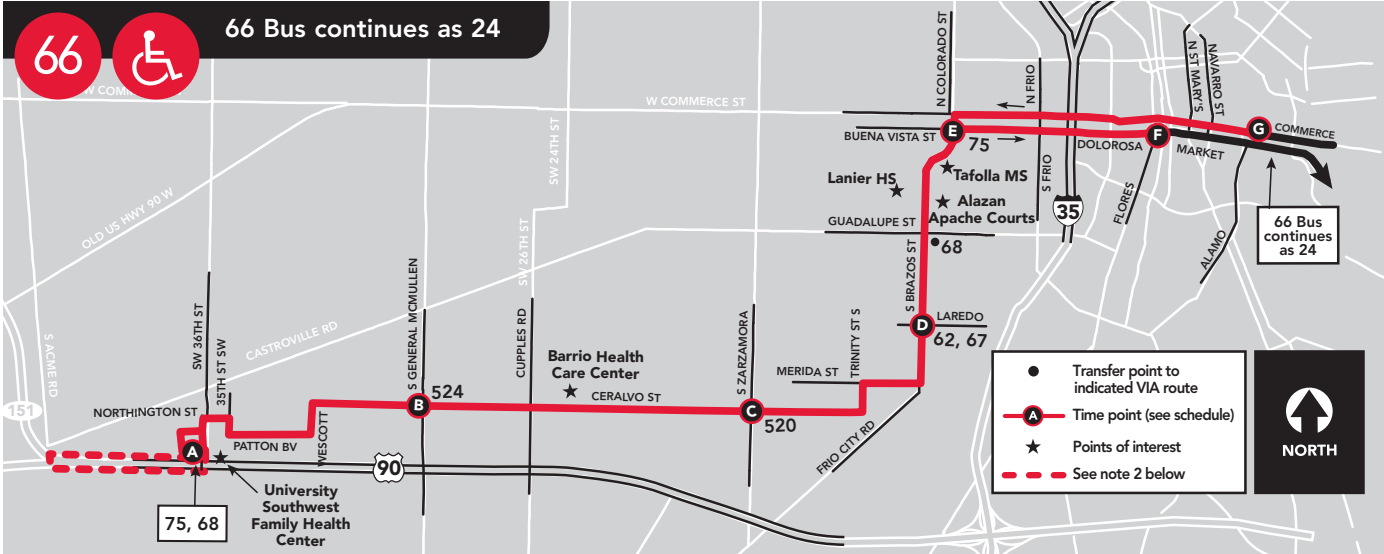 66
66 Bus continues as 24
W COMM
W COMMERCE ST
SW 24TH ST
N COLORADO ST
N FRIO
N ST MARY'S
NAVARRO ST
BUENA VISTA ST
E
75
DOLOROSA
F
MARKET
G
COMMERCE
Lanier HS
Tafolla MS
Alazan
Apache Courts
S FRIO
35
FLORES
ALAMO
66 Bus
continues
as 24
OLD US HWY 90 W
GUADALUPE ST
68
SW 26TH ST
S BRAZOS ST
S ACME RD
SW 36TH ST
35TH ST SW
CASTROVILLE RD
S GENERAL MCMULLEN
CUPPLES RD
S ZARZAMORA
TRINITY ST S
D
LAREDO
62, 67
Barrio Health
Care Center
MERIDA ST
151
NORTHINGTON ST
B
524
CERALVO ST
C
520
FRIO CITY RD
A
PATTON BV
WESCOTT
90
University
Southwest
Family Health
Center
75, 68
Transfer point to
indicated VIA route
A
Time point (see schedule)
Points of interest
See note 2 below
NORTH